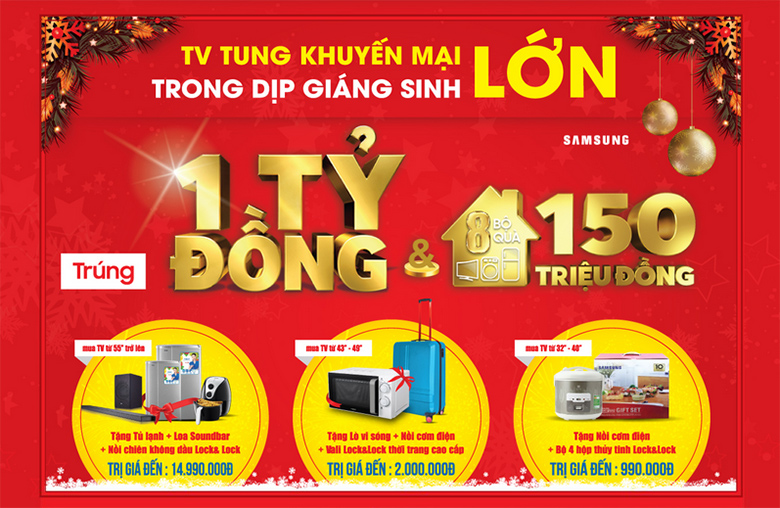 TV TUNG KHUYẾN MẠI LỚN
TRONG DỊP GIÁNG SINH
SAMSUNG
1 TỶ
ĐỒNG
&
8 BỘ
QUÀ
150
TRIỆU ĐỒNG
Trúng
mua TV từ 55" trở lên
Tặng Tủ lạnh + Loa Soundbar
+ Nồi chiên không dầu Lock& Lock
TRỊ GIÁ ĐẾN : 14.990.000Đ
mua TV từ 43" - 49"
Tặng Lò vi sóng + Nồi cơm điện
+ Vali Lock&Lock thời trang cao cấp
TRỊ GIÁ ĐẾN : 2.000.000Đ
mua TV từ 32" - 40"
SAMSUNG
GIFT SET
Tặng Nồi cơm điện
+ Bộ 4 hộp thủy tinh Lock&Lock
TRỊ GIÁ ĐẾN : 990.000Đ